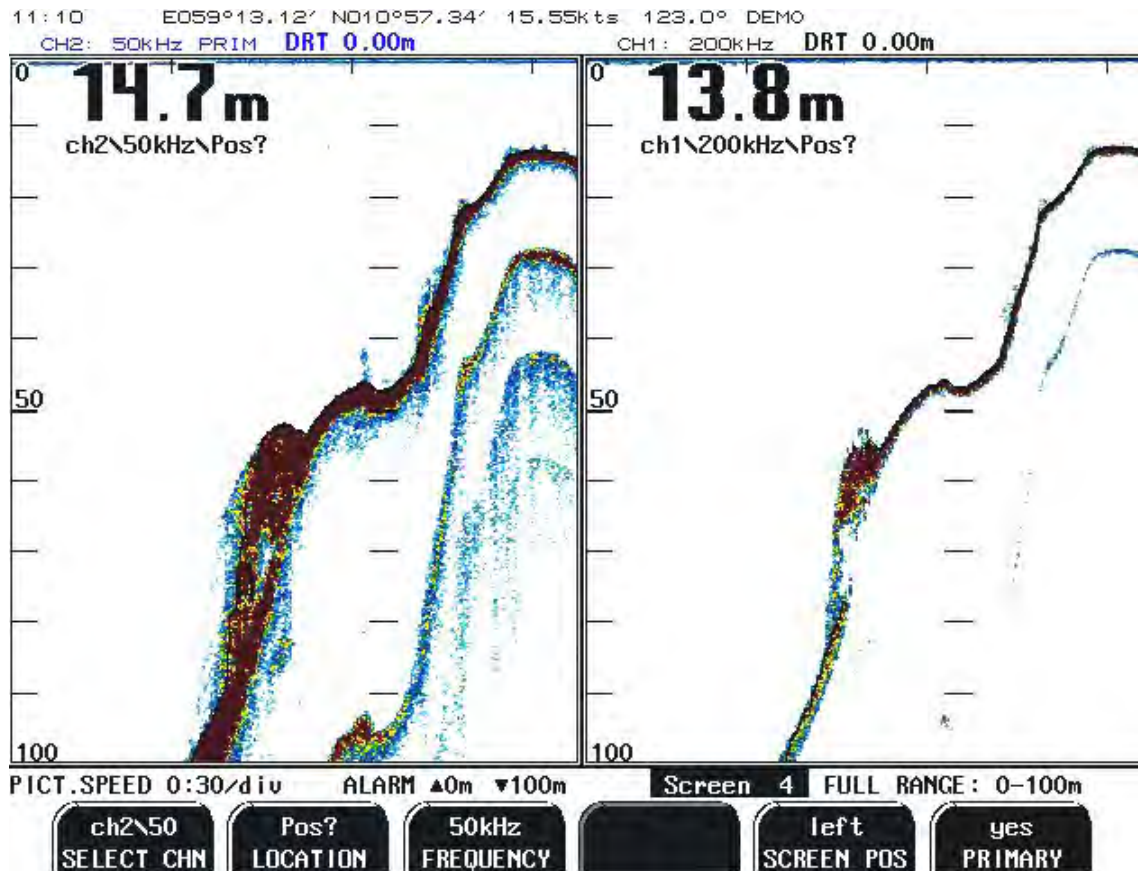 11:10 E059°13.12′ N010°57.34′ 15.55kts 123.0° DEMO
CH2: 50kHz PRIM DRT 0.00m
CH1: 200kHz DRT 0.00m
0
14.7m
ch2\50kHz\Pos?
50
100
0
13.8m
ch1\200kHz\Pos?
50
100
PICT.SPEED 0:30/div ALARM ▲0m ▼100m Screen 4 FULL RANGE: 0-100m
ch2\50 Pos? 50kHz left yes
SELECT CHN LOCATION FREQUENCY SCREEN POS PRIMARY